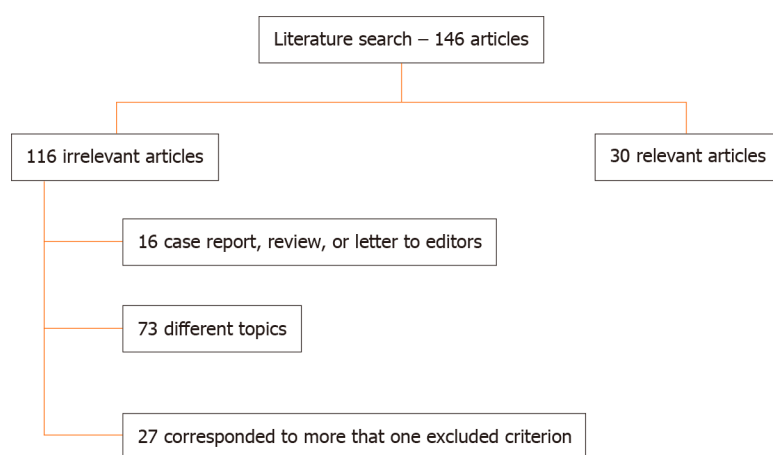 Literature search – 146 articles
116 irrelevant articles
30 relevant articles
16 case report, review, or letter to editors
73 different topics
27 corresponded to more that one excluded criterion